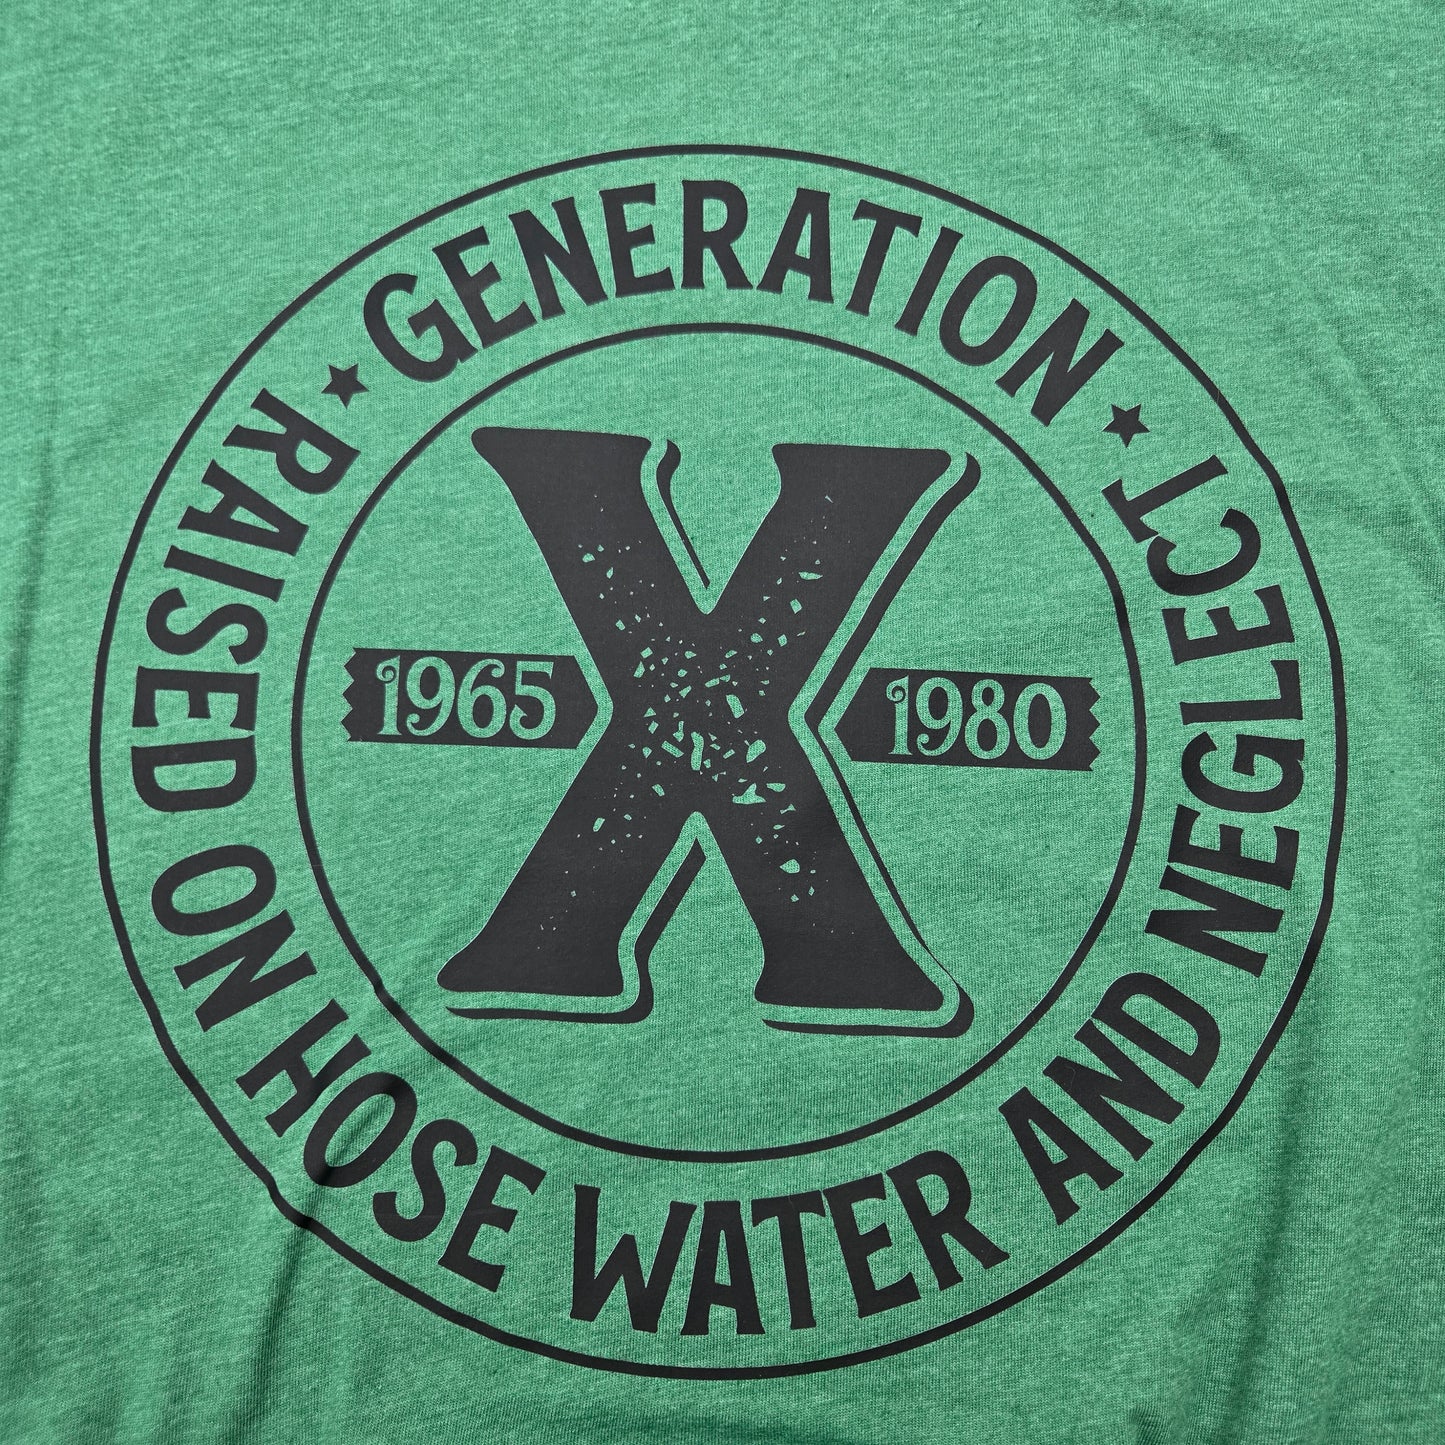 GENERATION
X
1965
1980
RAISED ON HOSE WATER AND NEGLECT